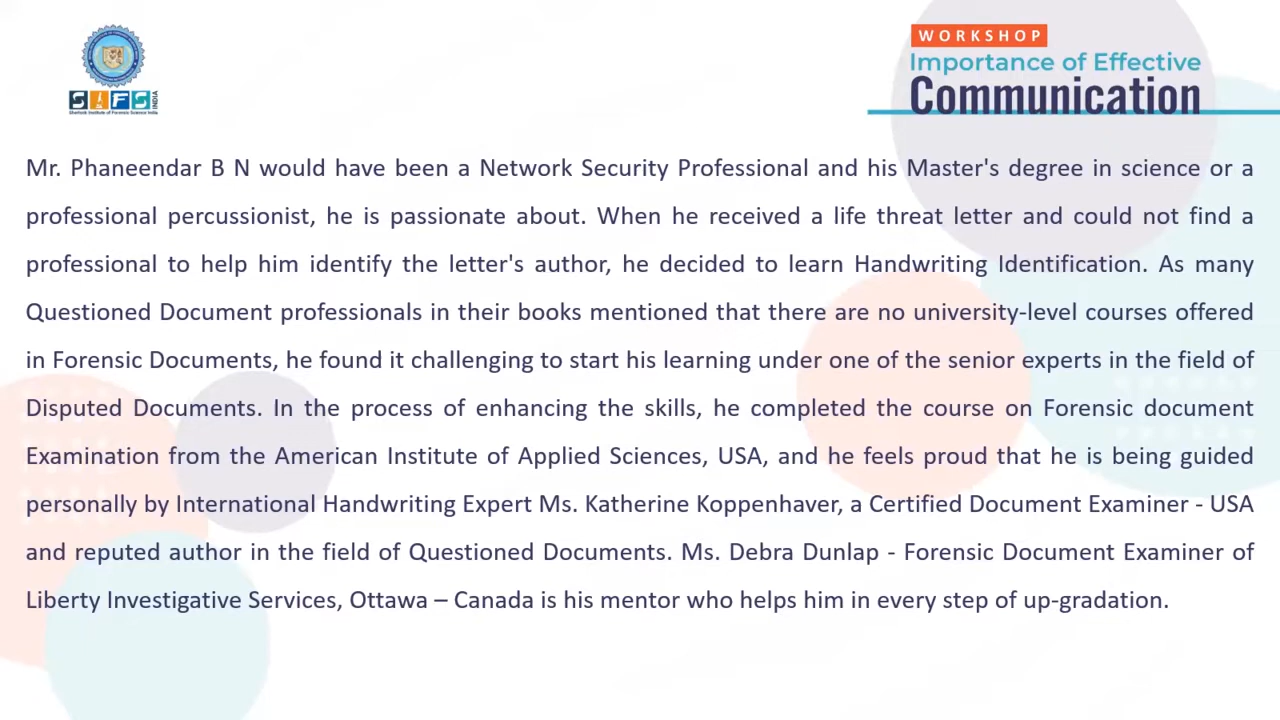 SIFS INDIA
Sherlock Institute of Forensic Science India
WORKSHOP
Importance of Effective
Communication
Mr. Phaneendar B N would have been a Network Security Professional and his Master's degree in science or a
professional percussionist, he is passionate about. When he received a life threat letter and could not find a
professional to help him identify the letter's author, he decided to learn Handwriting Identification. As many
Questioned Document professionals in their books mentioned that there are no university-level courses offered
in Forensic Documents, he found it challenging to start his learning under one of the senior experts in the field of
Disputed Documents. In the process of enhancing the skills, he completed the course on Forensic document
Examination from the American Institute of Applied Sciences, USA, and he feels proud that he is being guided
personally by International Handwriting Expert Ms. Katherine Koppenhaver, a Certified Document Examiner - USA
and reputed author in the field of Questioned Documents. Ms. Debra Dunlap - Forensic Document Examiner of
Liberty Investigative Services, Ottawa – Canada is his mentor who helps him in every step of up-gradation.